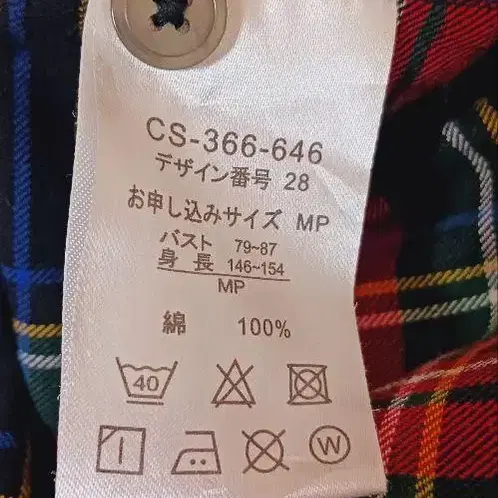 CS-366-646
デザイン番号 28
お申し込みサイズ MP
バスト 79~87
身長 146~154
MP
綿 100%
40
W